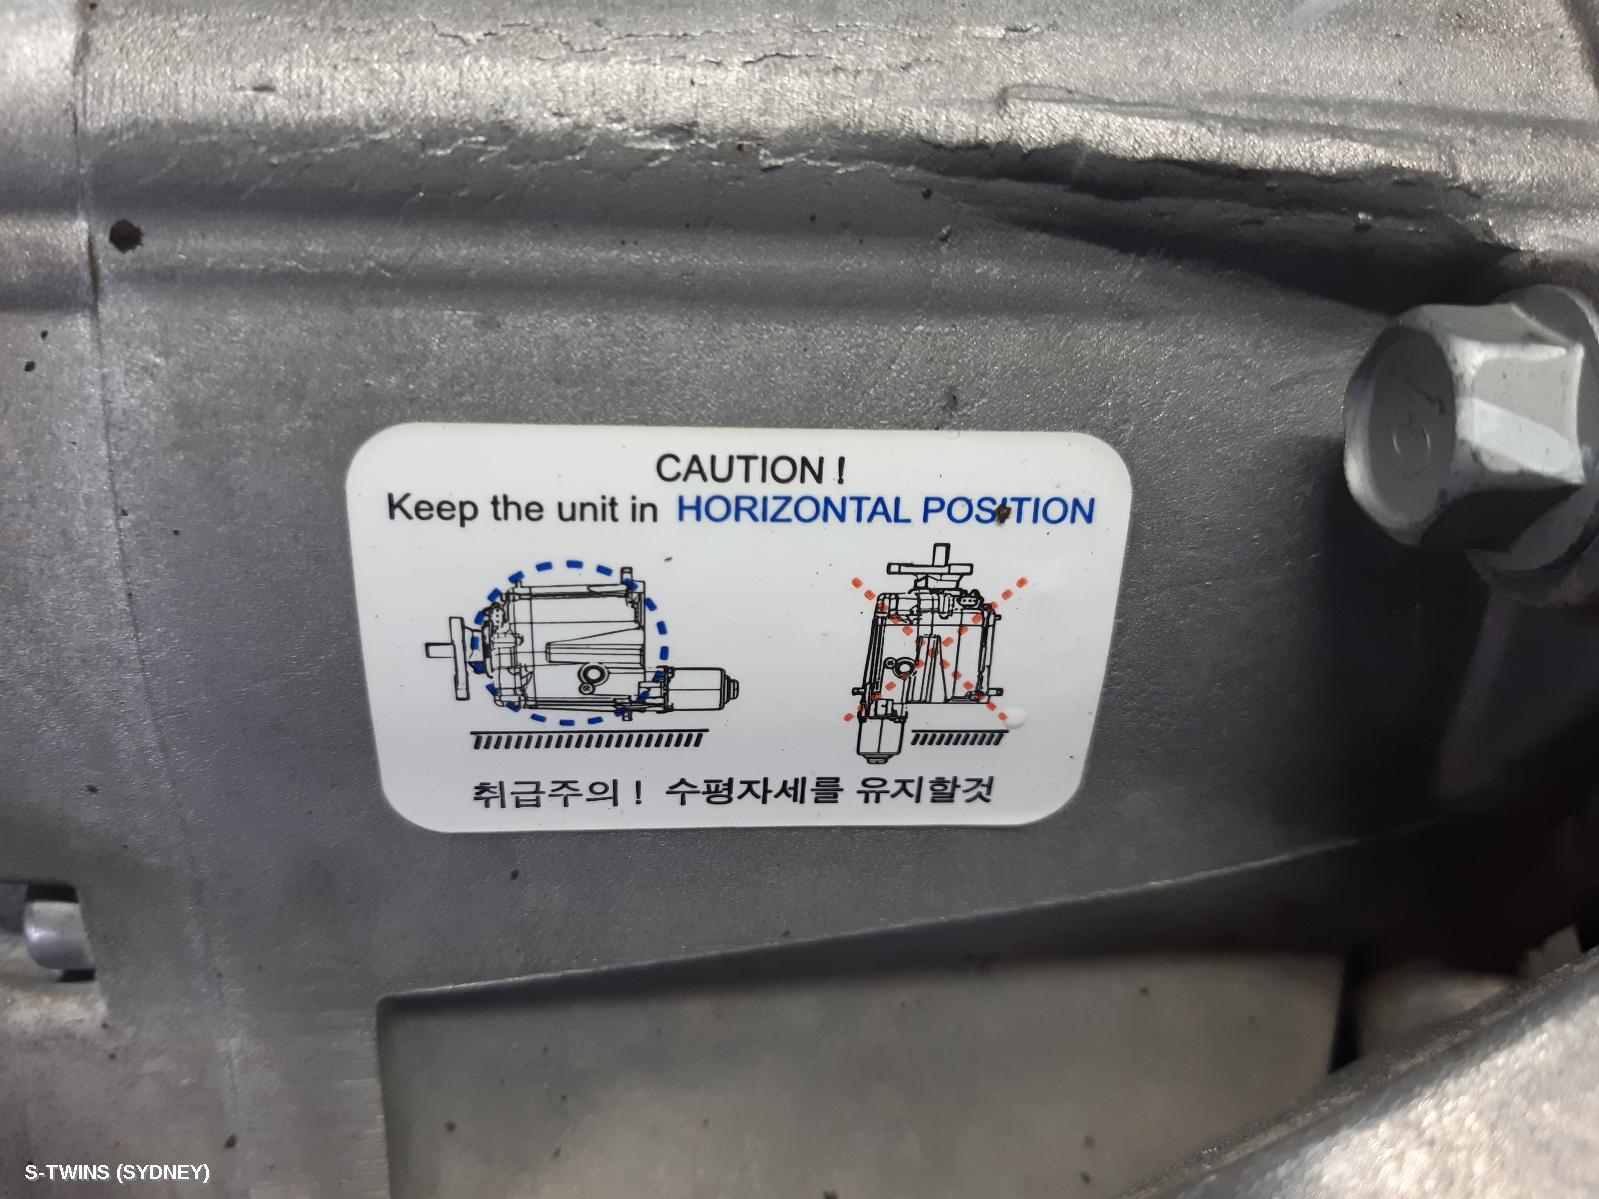 CAUTION !
Keep the unit in HORIZONTAL POSITION
취급주의 ! 수평자세를 유지할것
S-TWINS (SYDNEY)